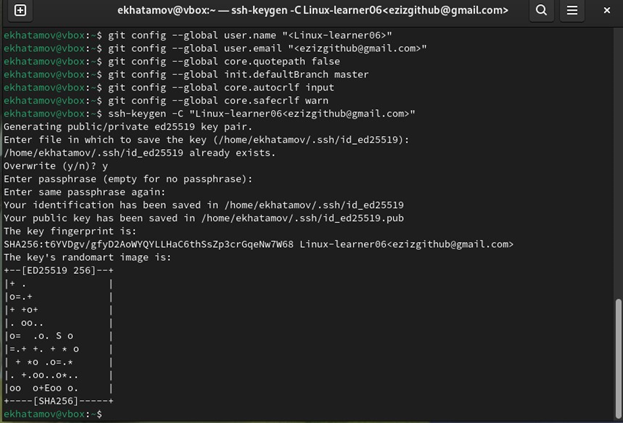 ekhatamov@vbox:~ — ssh-keygen -C Linux-learner06<ezizgithub@gmail.com>
ekhatamov@vbox:~$ git config --global user.name "<Linux-learner06>"
ekhatamov@vbox:~$ git config --global user.email "<ezizgithub@gmail.com>"
ekhatamov@vbox:~$ git config --global core.quotepath false
ekhatamov@vbox:~$ git config --global init.defaultBranch master
ekhatamov@vbox:~$ git config --global core.autocrlf input
ekhatamov@vbox:~$ git config --global core.safecrlf warn
ekhatamov@vbox:~$ ssh-keygen -C "Linux-learner06<ezizgithub@gmail.com>"
Generating public/private ed25519 key pair.
Enter file in which to save the key (/home/ekhatamov/.ssh/id_ed25519):
/home/ekhatamov/.ssh/id_ed25519 already exists.
Overwrite (y/n)? y
Enter passphrase (empty for no passphrase):
Enter same passphrase again:
Your identification has been saved in /home/ekhatamov/.ssh/id_ed25519
Your public key has been saved in /home/ekhatamov/.ssh/id_ed25519.pub
The key fingerprint is:
SHA256:t6YVDgv/gfyD2AoWYQYLLHaC6thSsZp3crGqeNw7W68 Linux-learner06<ezizgithub@gmail.com>
The key's randomart image is:
+--[ED25519 256]--+
|+ .              |
|o=.+             |
|+ +o+            |
|. oo..           |
|o=  .o. S o      |
|=.+ +. + * o     |
| + *o .o=.*      |
|. +.oo..o*..     |
|oo  o+Eoo o.     |
+----[SHA256]-----+
ekhatamov@vbox:~$